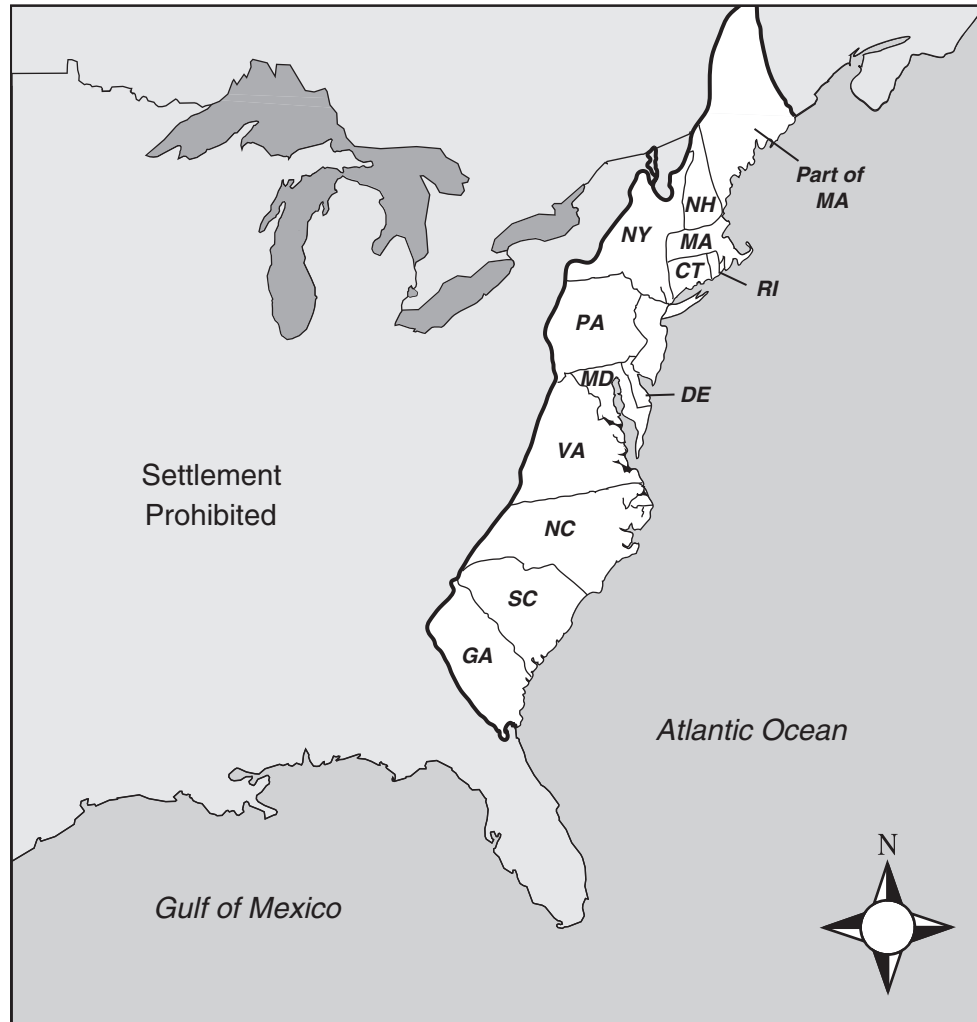 Part of
MA
NH
NY
MA
CT
RI
PA
MD
DE
VA
Settlement
Prohibited
NC
SC
GA
Atlantic Ocean
N
Gulf of Mexico